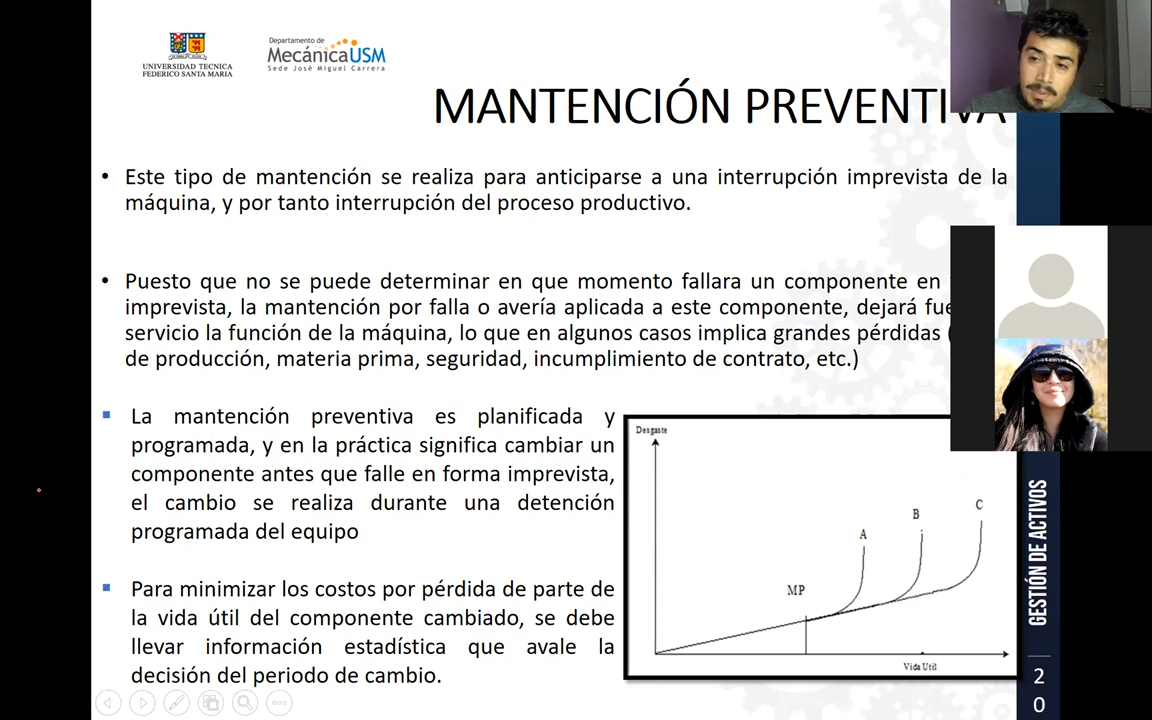 UNIVERSIDAD TECNICA
FEDERICO SANTA MARIA
Departamento de
MecánicaUSM
Sede José Miguel Carrera
MANTENCIÓN PREVENTIVA
• Este tipo de mantención se realiza para anticiparse a una interrupción imprevista de la
máquina, y por tanto interrupción del proceso productivo.
• Puesto que no se puede determinar en que momento fallara un componente en
imprevista, la mantención por falla o avería aplicada a este componente, dejará
servicio la función de la máquina, lo que en algunos casos implica grandes pérdidas (
de producción, materia prima, seguridad, incumplimiento de contrato, etc.)
La mantención preventiva es planificada y
programada, y en la práctica significa cambiar un
componente antes que falle en forma imprevista,
el cambio se realiza durante una detención
programada del equipo
Para minimizar los costos por pérdida de parte de
la vida útil del componente cambiado, se debe
llevar información estadística que avale la
decisión del periodo de cambio.
Desgaste
A
B
C
MP
Vida Util
GESTIÓN DE ACTIVOS
2
0